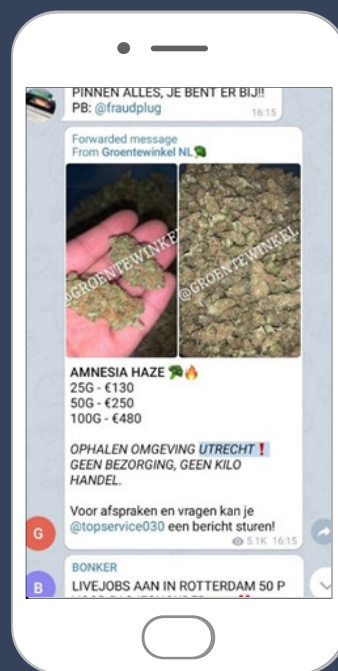 PINNEN ALLES, JE BENT ER BIJ!!
PB: @fraudplug
16:15
Forwarded message
From Groentewinkel NL🥦
@GROENTEWINKEL
@GROENTEWINKEL
AMNESIA HAZE 🥦🔥
25G - €130
50G - €250
100G - €480
OPHALEN OMGEVING UTRECHT❗
GEEN BEZORGING, GEEN KILO
HANDEL.
Voor afspraken en vragen kan je
@topservice030 een bericht sturen!
5.1K 16:15
G
BONKER
B
LIVEJOBS AAN IN ROTTERDAM 50 P